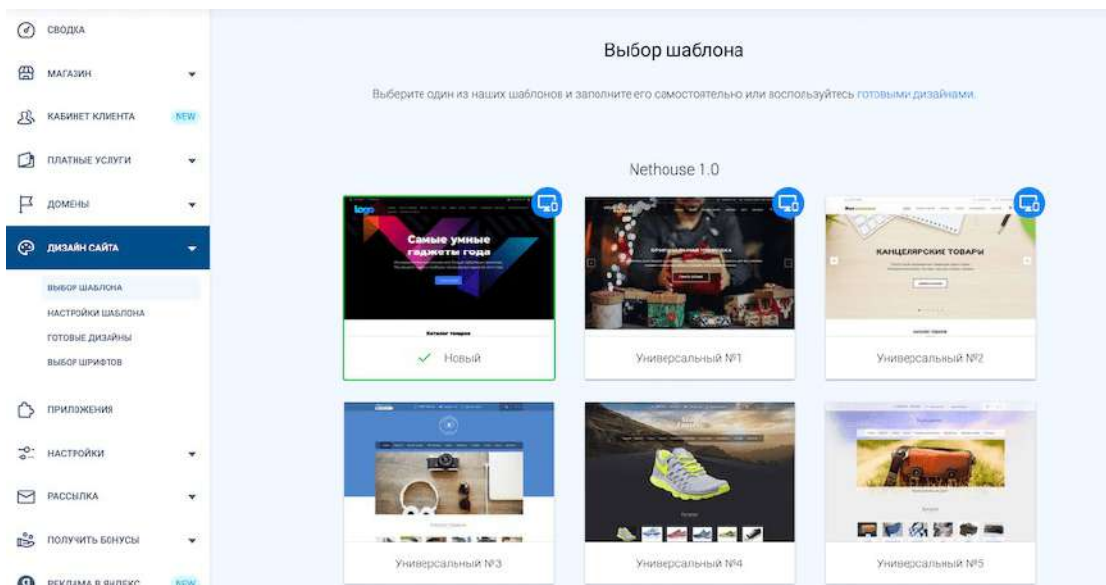 СВОДКА
МАГАЗИН
КАБИНЕТ КЛИЕНТА NEW
ПЛАТНЫЕ УСЛУГИ
ДОМЕНЫ
ДИЗАЙН САЙТА
ВЫБОР ШАБЛОНА
НАСТРОЙКИ ШАБЛОНА
ГОТОВЫЕ ДИЗАЙНЫ
ВЫБОР ШРИФТОВ
ПРИЛОЖЕНИЯ
НАСТРОЙКИ
РАССЫЛКА
ПОЛУЧИТЬ БОНУСЫ
РЕКЛАМА В ЯНДЕКС NEW
Выбор шаблона
Выберите один из наших шаблонов и заполните его самостоятельно или воспользуйтесь готовыми дизайнами.
Nethouse 1.0
logo
Самые умные
гаджеты года
Каталог товаров
Новый
Универсальный №1
КАНЦЕЛЯРСКИЕ ТОВАРЫ
Универсальный №2
Универсальный №3
Универсальный №4
Универсальный №5